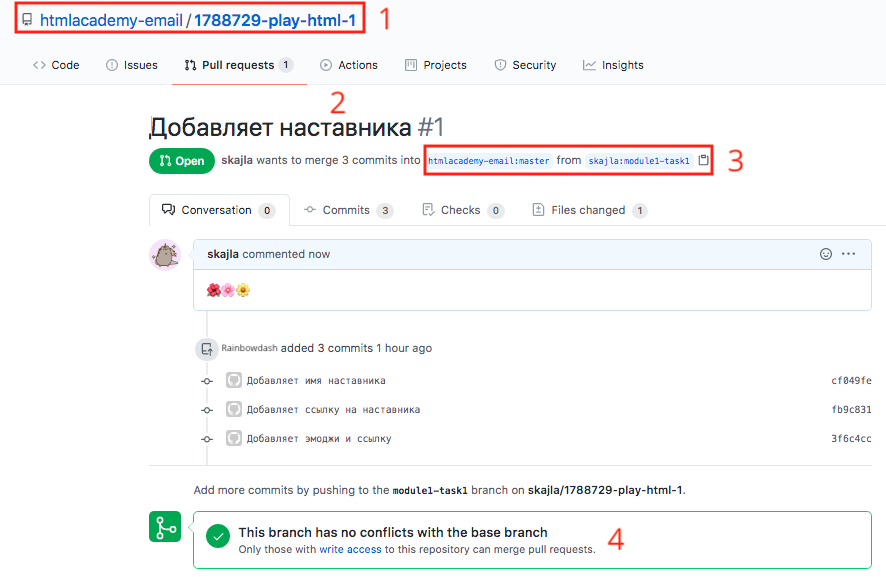 htmlacademy-email/1788729-play-html-1 1
Code Issues Pull requests 1 Actions Projects Security Insights
2
Добавляет наставника #1
Open skajla wants to merge 3 commits into htmlacademy-email:master from skajla:module1-task1 3
Conversation 0 Commits 3 Checks 0 Files changed 1
skajla commented now
Rainbowdash added 3 commits 1 hour ago
Добавляет имя наставника cf049fe
Добавляет ссылку на наставника fb9c831
Добавляет эмоджи и ссылку 3f6c4cc
Add more commits by pushing to the module1-task1 branch on skajla/1788729-play-html-1.
This branch has no conflicts with the base branch
Only those with write access to this repository can merge pull requests. 4